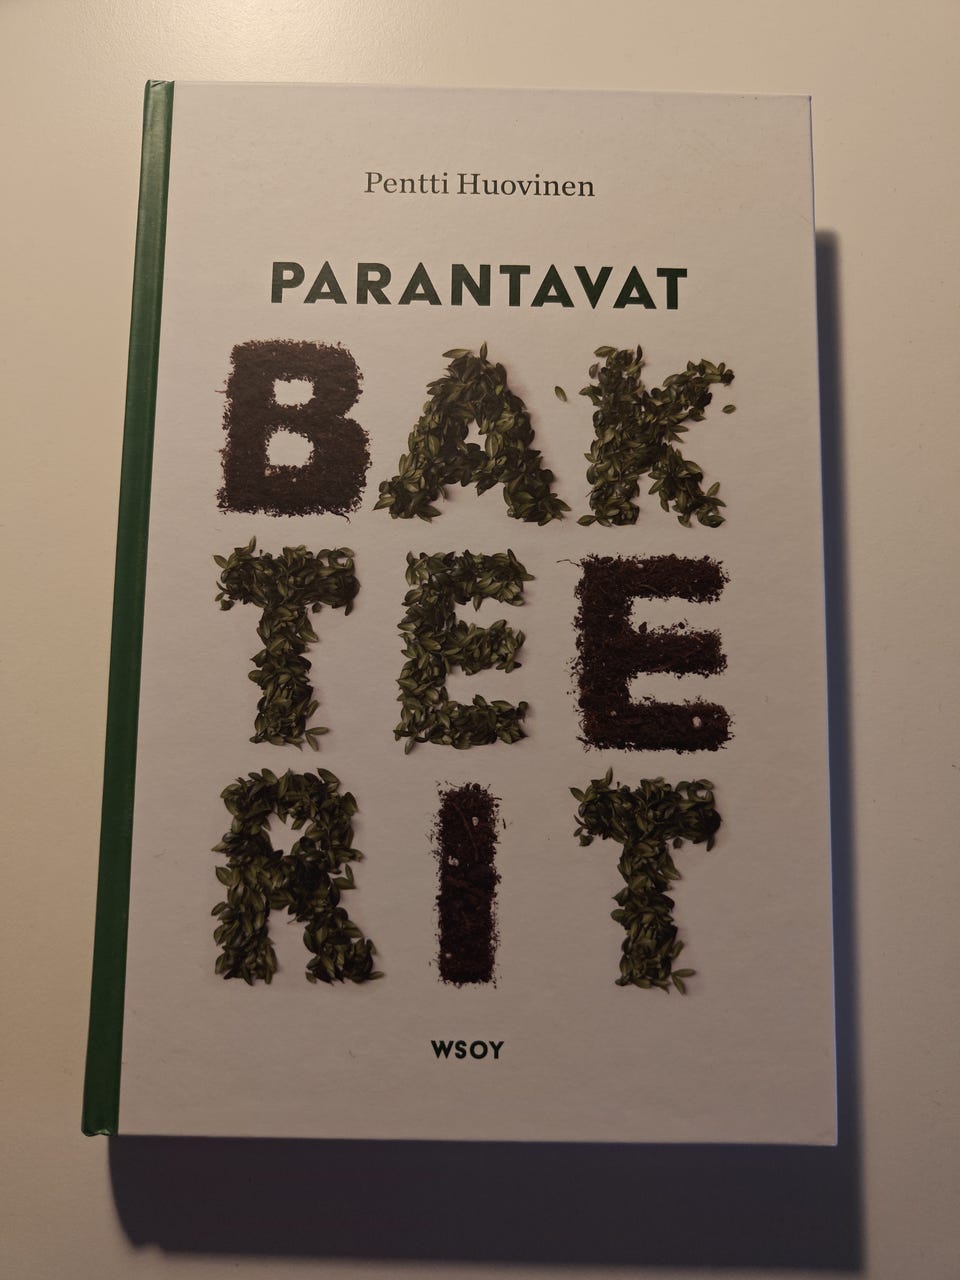 Pentti Huovinen
PARANTAVAT
BAK
TEE
RIT
WSOY